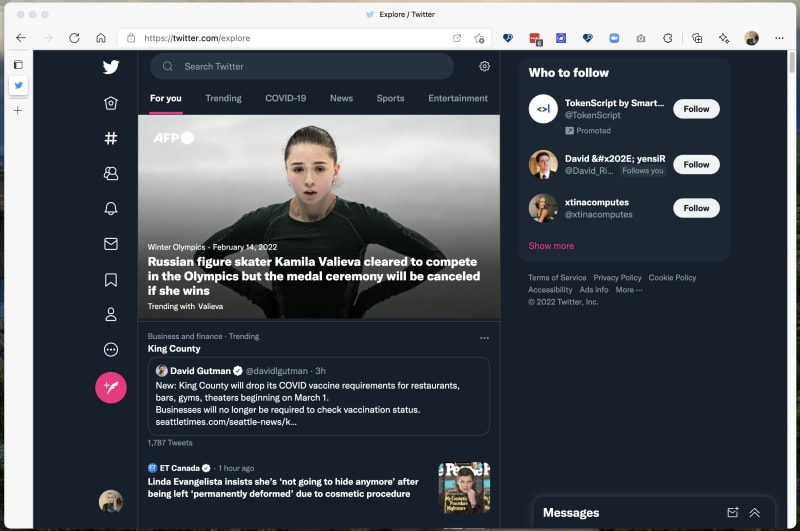 Explore / Twitter
https://twitter.com/explore
6
Search Twitter
For you
Trending
COVID-19
News
Sports
Entertainment
AFP
Winter Olympics · February 14, 2022
Russian figure skater Kamila Valieva cleared to compete
in the Olympics but the medal ceremony will be canceled
if she wins
Trending with Valieva
Business and finance · Trending
King County
David Gutman @davidlgutman · 3h
New: King County will drop its COVID vaccine requirements for restaurants,
bars, gyms, theaters beginning on March 1.
Businesses will no longer be required to check vaccination status.
seattletimes.com/seattle-news/k…
1,787 Tweets
ET Canada · 1 hour ago
Linda Evangelista insists she's 'not going to hide anymore' after
being left 'permanently deformed' due to cosmetic procedure
My Cosmetic
Procedure
Nightmare
Who to follow
TokenScript by Smart...
@TokenScript
Follow
Promoted
David &#x202E; yensiR
@David_Ri... Follows you
Follow
xtinacomputes
@xtinacomputes
Follow
Show more
Terms of Service Privacy Policy Cookie Policy
Accessibility Ads info More ···
© 2022 Twitter, Inc.
Messages